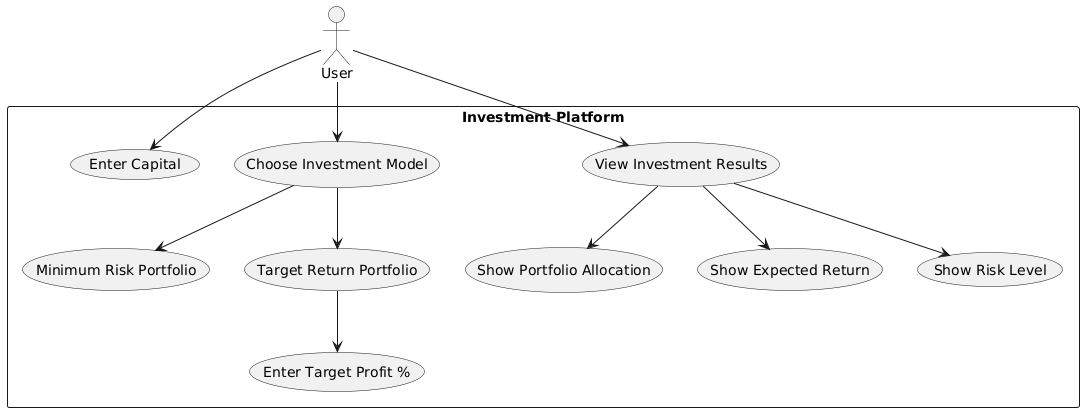 User
Investment Platform
Enter Capital
Choose Investment Model
View Investment Results
Minimum Risk Portfolio
Target Return Portfolio
Show Portfolio Allocation
Show Expected Return
Show Risk Level
Enter Target Profit %